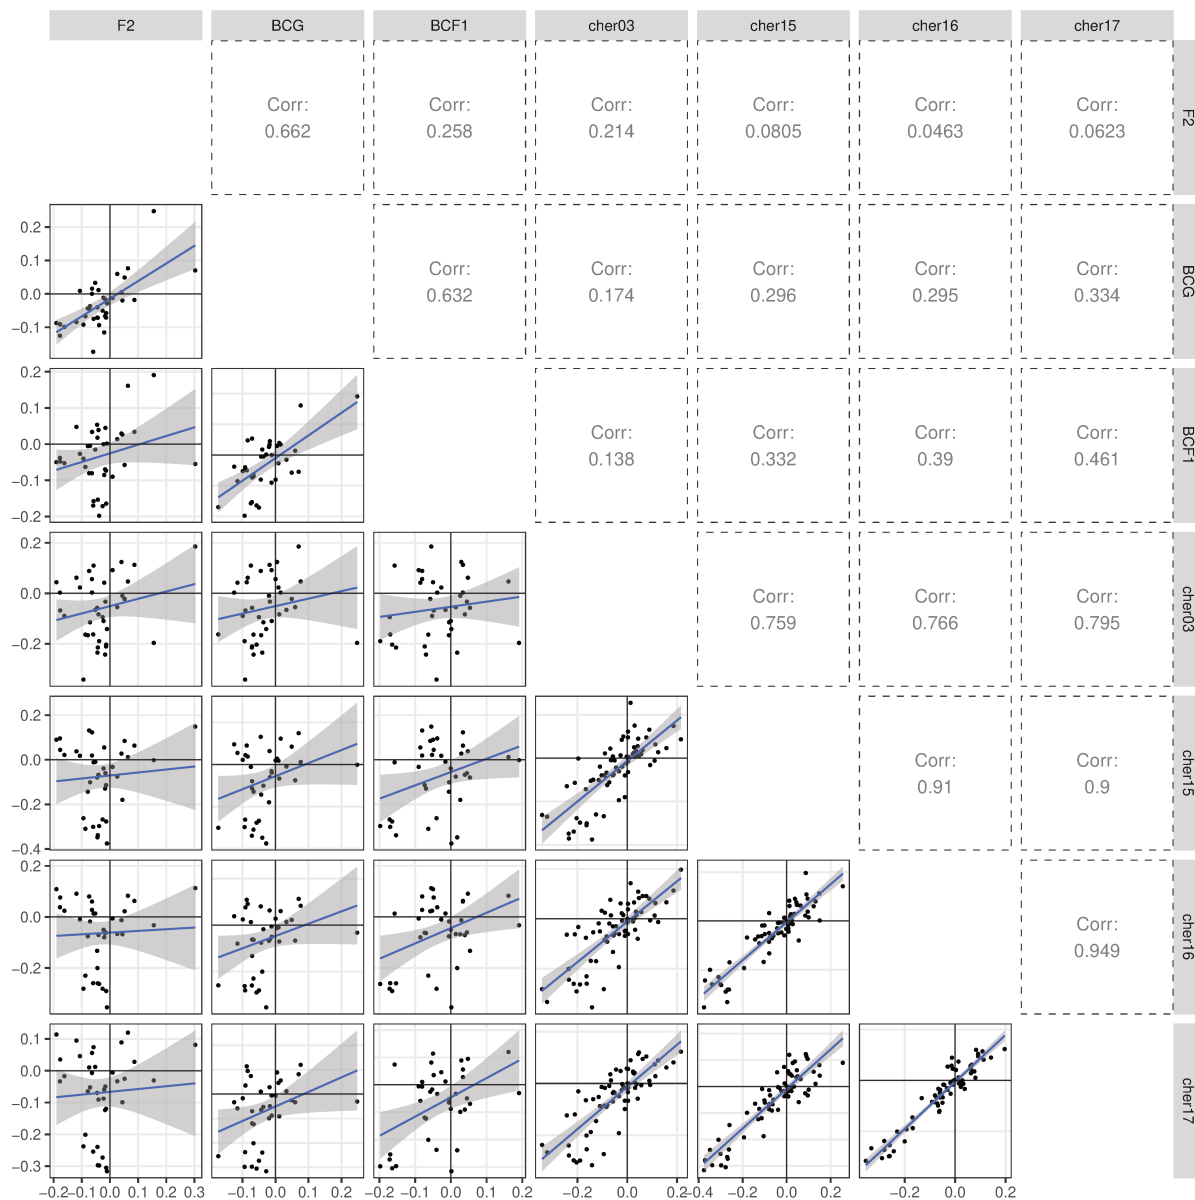 F2 BCG BCF1 cher03 cher15 cher16 cher17
Corr: Corr: Corr: Corr: Corr: Corr:
0.662 0.258 0.214 0.0805 0.0463 0.0623
F2
0.2
0.1
0.0
−0.1
Corr: Corr: Corr: Corr: Corr:
0.632 0.174 0.296 0.295 0.334
BCG
0.2
0.1
0.0
−0.1
−0.2
Corr: Corr: Corr: Corr:
0.138 0.332 0.39 0.461
BCF1
0.2
0.0
−0.2
Corr: Corr: Corr:
0.759 0.766 0.795
cher03
0.2
0.0
−0.2
−0.4
Corr: Corr:
0.91 0.9
cher15
0.2
0.0
−0.2
Corr:
0.949
cher16
0.1
0.0
−0.1
−0.2
−0.3
cher17
−0.2 −0.1 0.0 0.1 0.2 0.3 −0.1 0.0 0.1 0.2 −0.2 −0.1 0.0 0.1 0.2 −0.2 0.0 0.2 −0.4 −0.2 0.0 0.2 −0.2 0.0 0.2